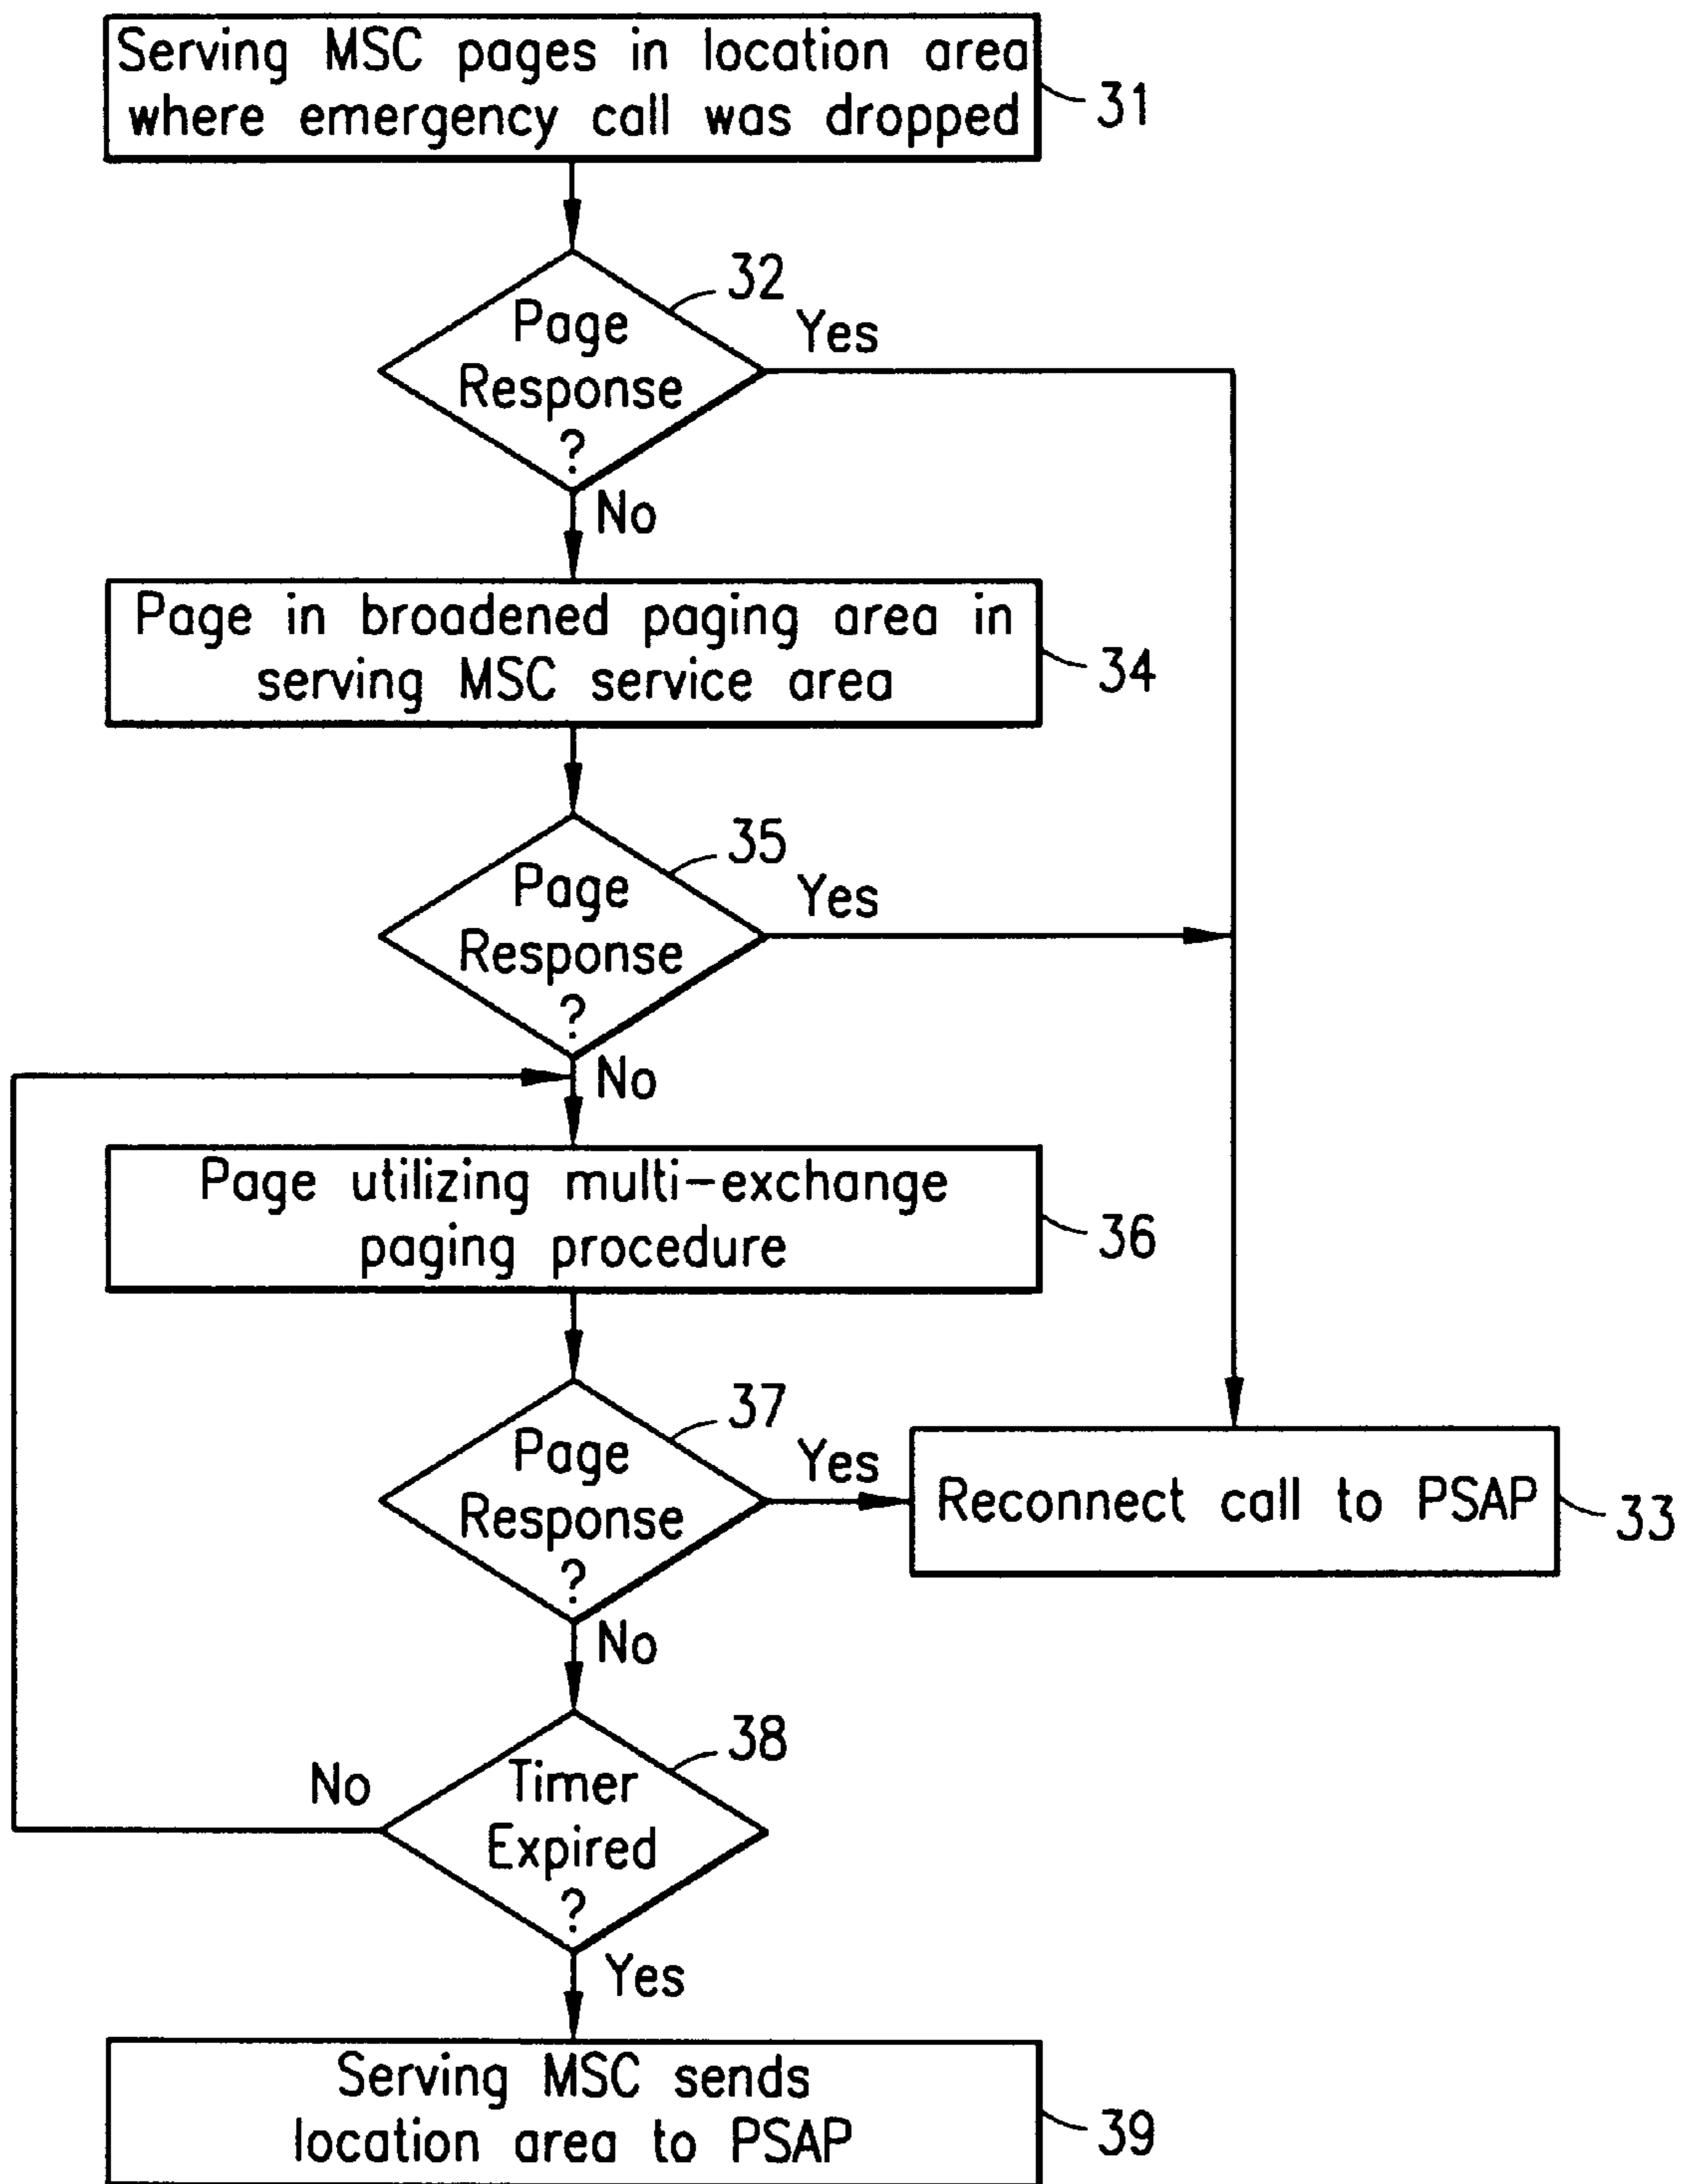 Serving MSC pages in location area
where emergency call was dropped
31
32
Page
Response
?
Yes
No
Page in broadened paging area in
serving MSC service area
34
35
Page
Response
?
Yes
No
Page utilizing multi-exchange
paging procedure
36
37
Page
Response
?
Yes
Reconnect call to PSAP
33
No
38
Timer
Expired
?
No
Yes
Serving MSC sends
location area to PSAP
39